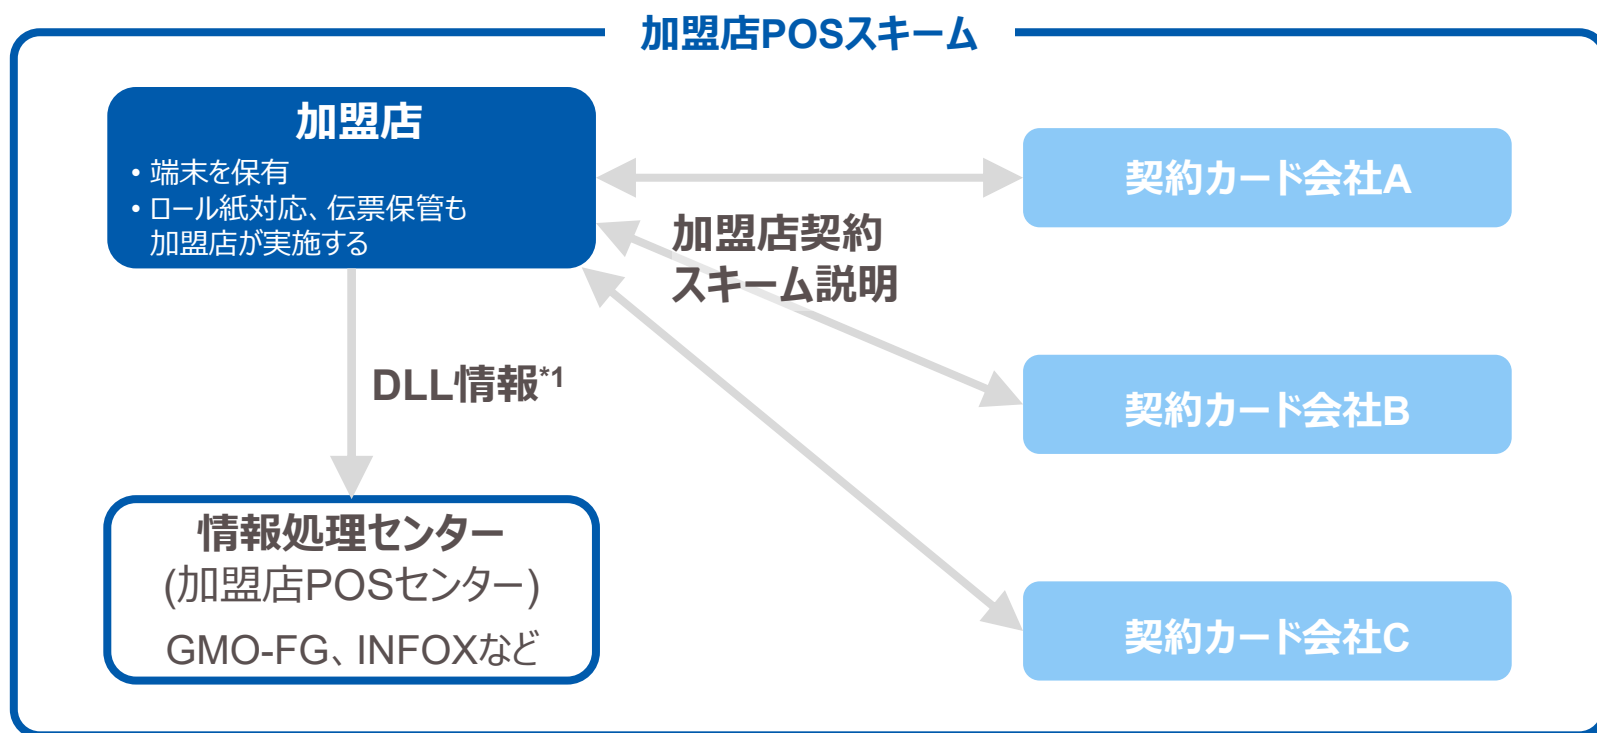 加盟店POSスキーム
加盟店
• 端末を保有
• ロール紙対応、伝票保管も
加盟店が実施する
契約カード会社A
加盟店契約
スキーム説明
DLL情報*1
契約カード会社B
情報処理センター
(加盟店POSセンター)
GMO-FG、INFOXなど
契約カード会社C